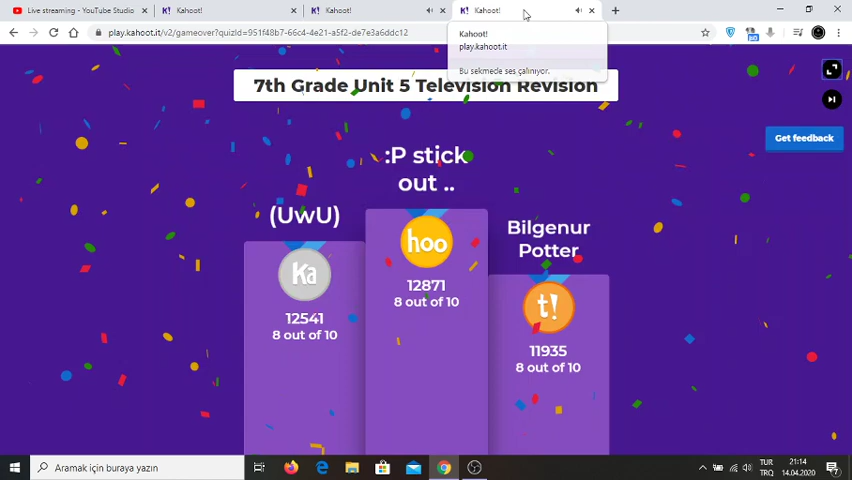 Live streaming - YouTube Studio
Kahoot!
Kahoot!
Kahoot!
play.kahoot.it/v2/gameover?quizId=951f48b7-66c4-4e21-a5f2-de7e3a6ddc12
Kahoot!
play.kahoot.it
Bu sekmede ses çalınıyor.
7th Grade Unit 5 Television Revision
Get feedback
:P stick
out ..
(UwU)
Bilgenur
Potter
hoo
Ka
t!
12871
8 out of 10
12541
8 out of 10
11935
8 out of 10
Aramak için buraya yazın
TUR
TRQ
21:14
14.04.2020